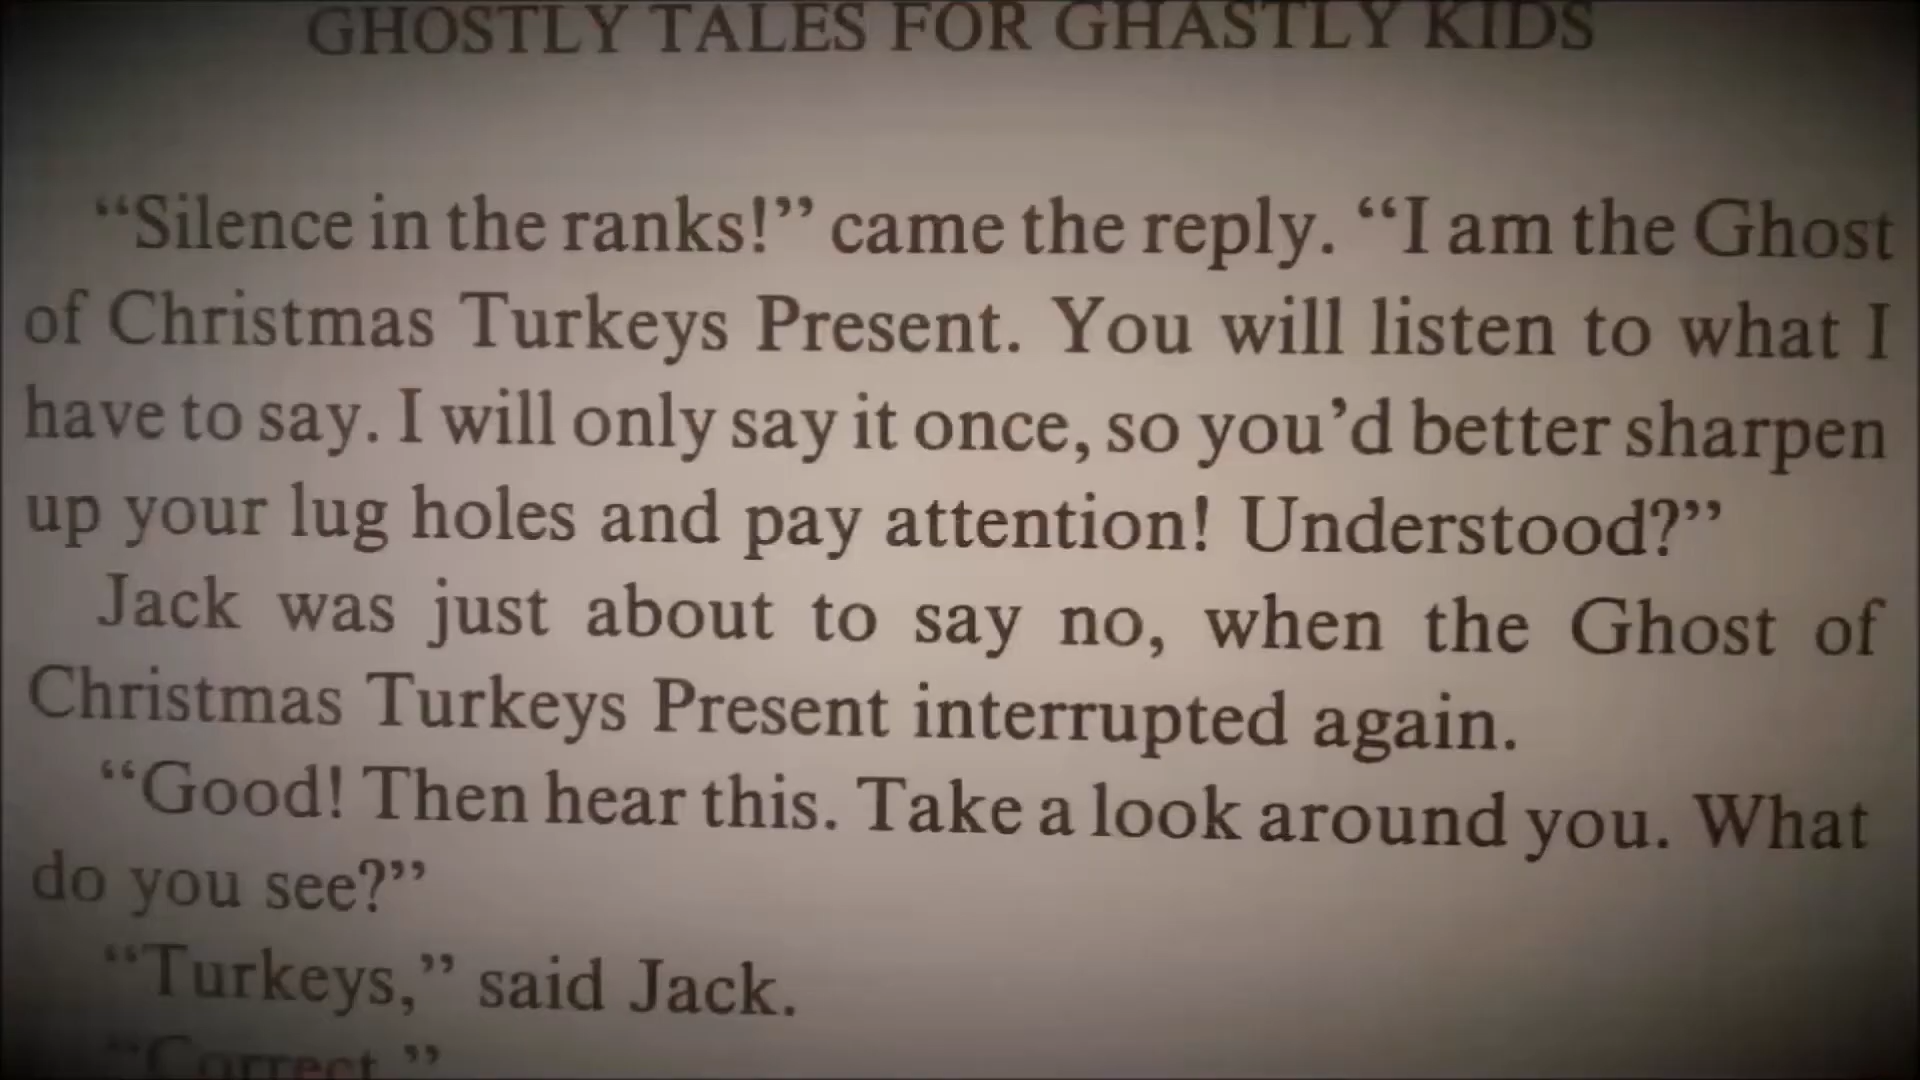 GHOSTLY TALES FOR GHASTLY KIDS
“Silence in the ranks!” came the reply. “I am the Ghost
of Christmas Turkeys Present. You will listen to what I
have to say. I will only say it once, so you’d better sharpen
up your lug holes and pay attention! Understood?”
Jack was just about to say no, when the Ghost of
Christmas Turkeys Present interrupted again.
“Good! Then hear this. Take a look around you. What
do you see?”
“Turkeys,” said Jack.
“Correct.”